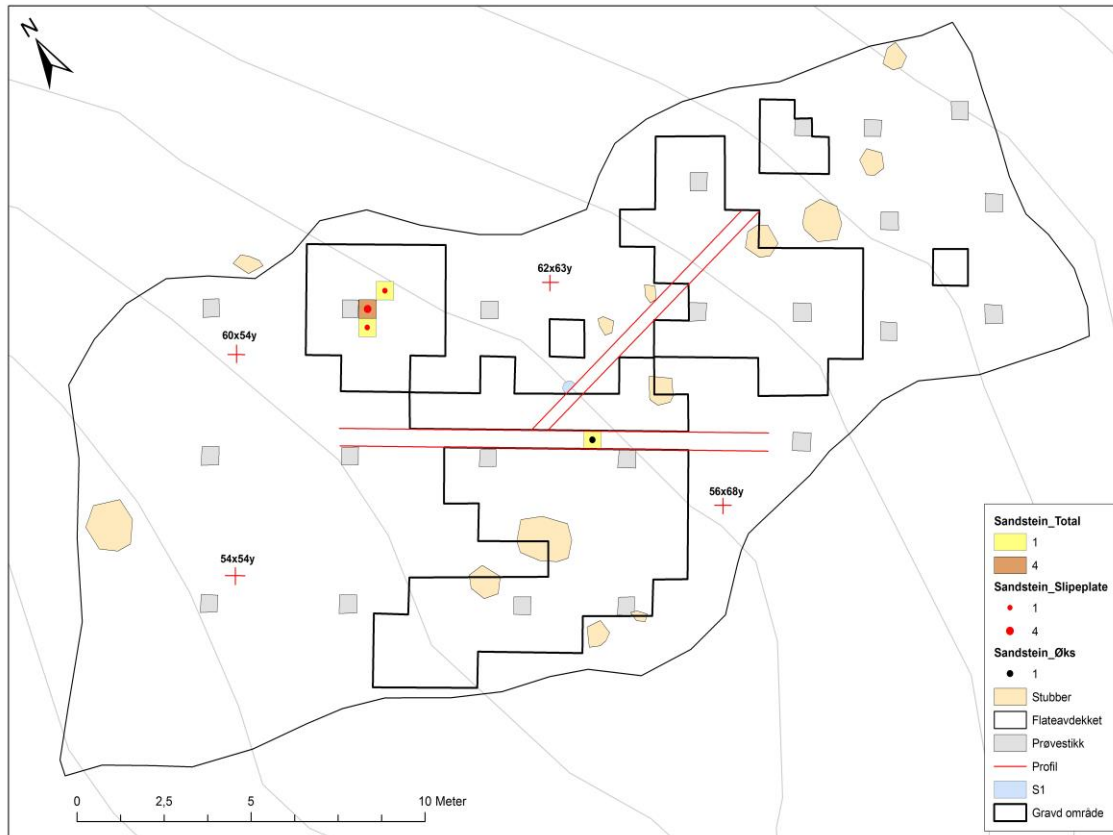 N
62x63y
60x54y
56x68y
54x54y
Sandstein_Total
1
4
Sandstein_Slipeplate
1
4
Sandstein_Øks
1
Stubber
Flateavdekket
Prøvestikk
Profil
S1
Gravd område
0 2,5 5 10 Meter